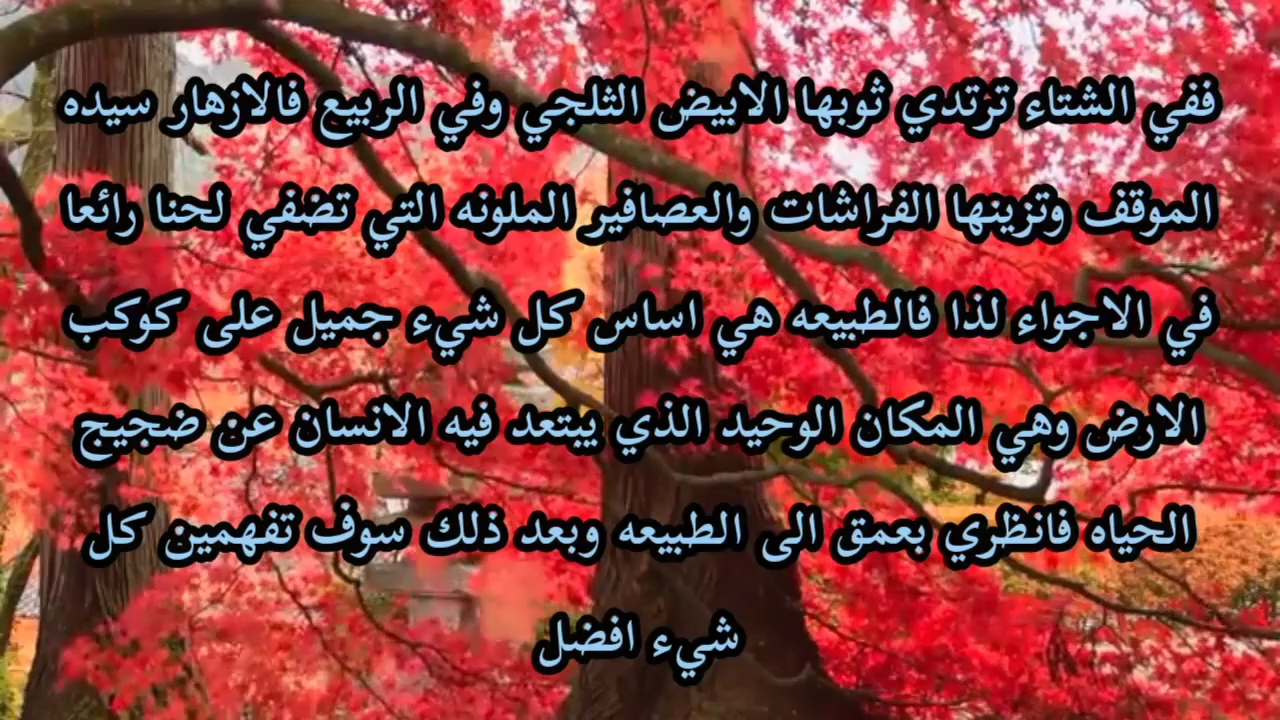 ففي الشتاء ترتدي ثوبها الابيض الثلجي وفي الربيع فالازهار سيده
الموقف وتزينها الفراشات والعصافير الملونه التي تضفي لحنا رائعا
في الاجواء لذا فالطبيعه هي اساس كل شيء جميل على كوكب
الارض وهي المكان الوحيد الذي يبتعد فيه الانسان عن ضجيج
الحياه فانظري بعمق الى الطبيعه وبعد ذلك سوف تفهمين كل
شيء افضل